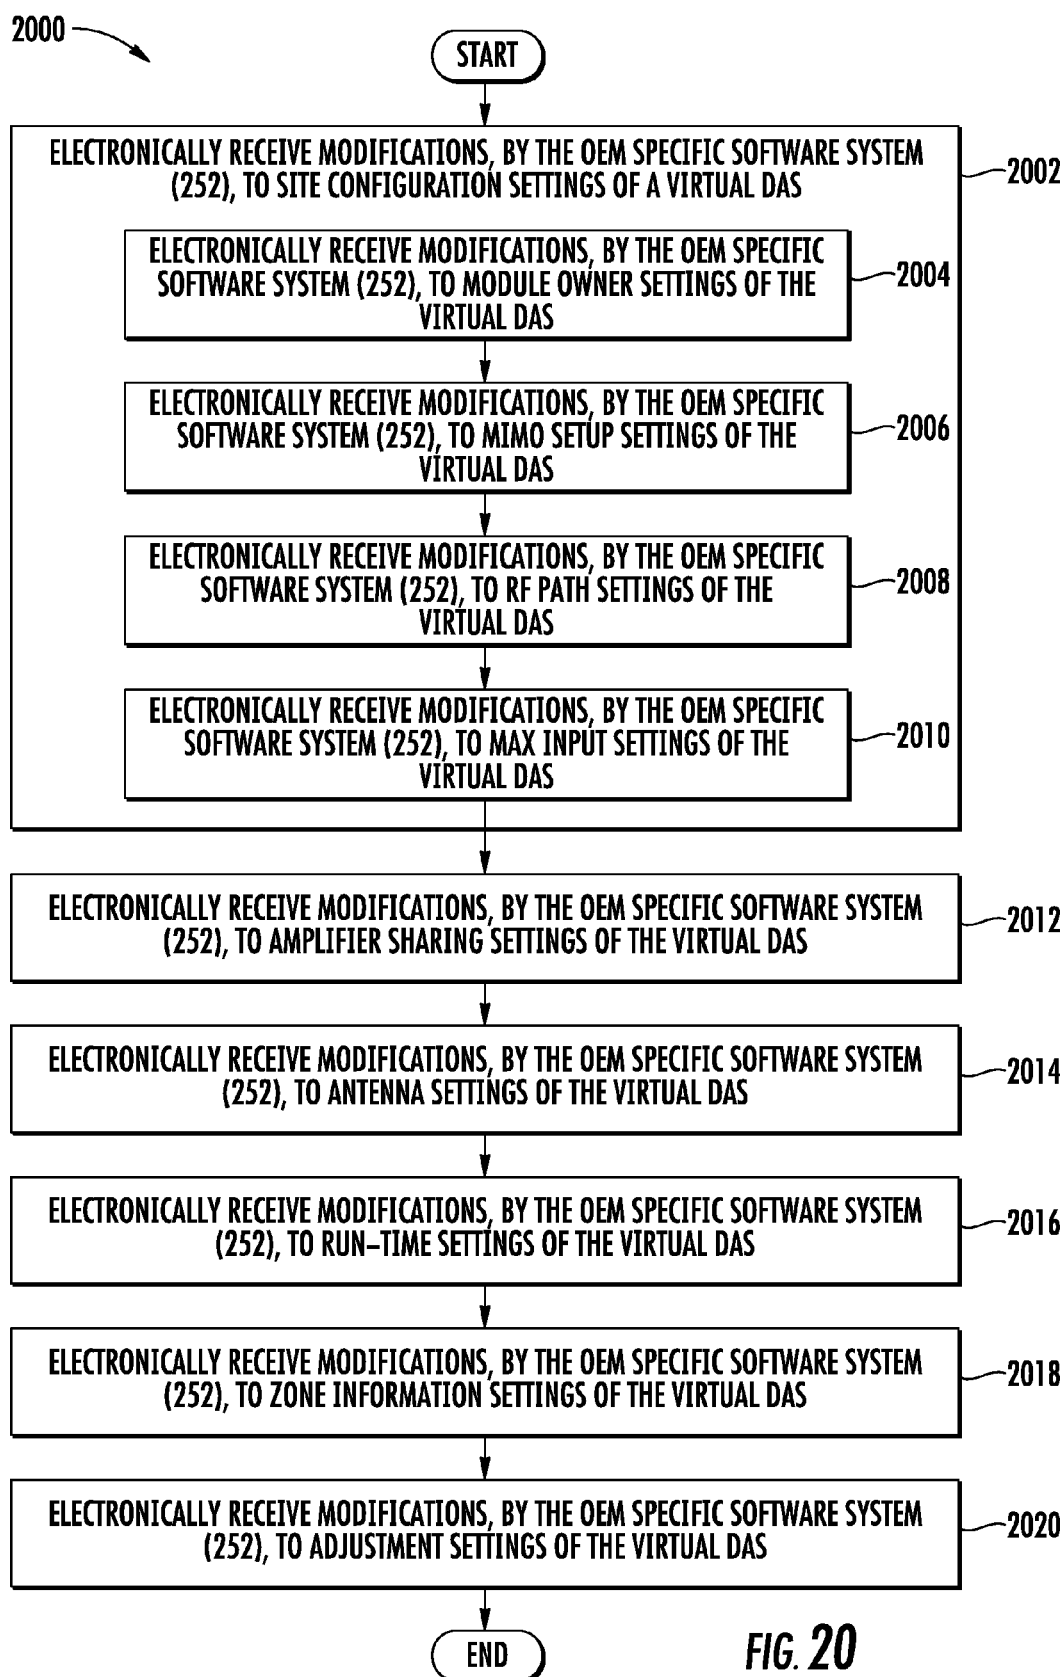 2000
START
ELECTRONICALLY RECEIVE MODIFICATIONS, BY THE OEM SPECIFIC SOFTWARE SYSTEM
(252), TO SITE CONFIGURATION SETTINGS OF A VIRTUAL DAS
2002
ELECTRONICALLY RECEIVE MODIFICATIONS, BY THE OEM SPECIFIC
SOFTWARE SYSTEM (252), TO MODULE OWNER SETTINGS OF THE
VIRTUAL DAS
2004
ELECTRONICALLY RECEIVE MODIFICATIONS, BY THE OEM SPECIFIC
SOFTWARE SYSTEM (252), TO MIMO SETUP SETTINGS OF THE
VIRTUAL DAS
2006
ELECTRONICALLY RECEIVE MODIFICATIONS, BY THE OEM SPECIFIC
SOFTWARE SYSTEM (252), TO RF PATH SETTINGS OF THE
VIRTUAL DAS
2008
ELECTRONICALLY RECEIVE MODIFICATIONS, BY THE OEM SPECIFIC
SOFTWARE SYSTEM (252), TO MAX INPUT SETTINGS OF THE
VIRTUAL DAS
2010
ELECTRONICALLY RECEIVE MODIFICATIONS, BY THE OEM SPECIFIC SOFTWARE SYSTEM
(252), TO AMPLIFIER SHARING SETTINGS OF THE VIRTUAL DAS
2012
ELECTRONICALLY RECEIVE MODIFICATIONS, BY THE OEM SPECIFIC SOFTWARE SYSTEM
(252), TO ANTENNA SETTINGS OF THE VIRTUAL DAS
2014
ELECTRONICALLY RECEIVE MODIFICATIONS, BY THE OEM SPECIFIC SOFTWARE SYSTEM
(252), TO RUN-TIME SETTINGS OF THE VIRTUAL DAS
2016
ELECTRONICALLY RECEIVE MODIFICATIONS, BY THE OEM SPECIFIC SOFTWARE SYSTEM
(252), TO ZONE INFORMATION SETTINGS OF THE VIRTUAL DAS
2018
ELECTRONICALLY RECEIVE MODIFICATIONS, BY THE OEM SPECIFIC SOFTWARE SYSTEM
(252), TO ADJUSTMENT SETTINGS OF THE VIRTUAL DAS
2020
END
FIG. 20